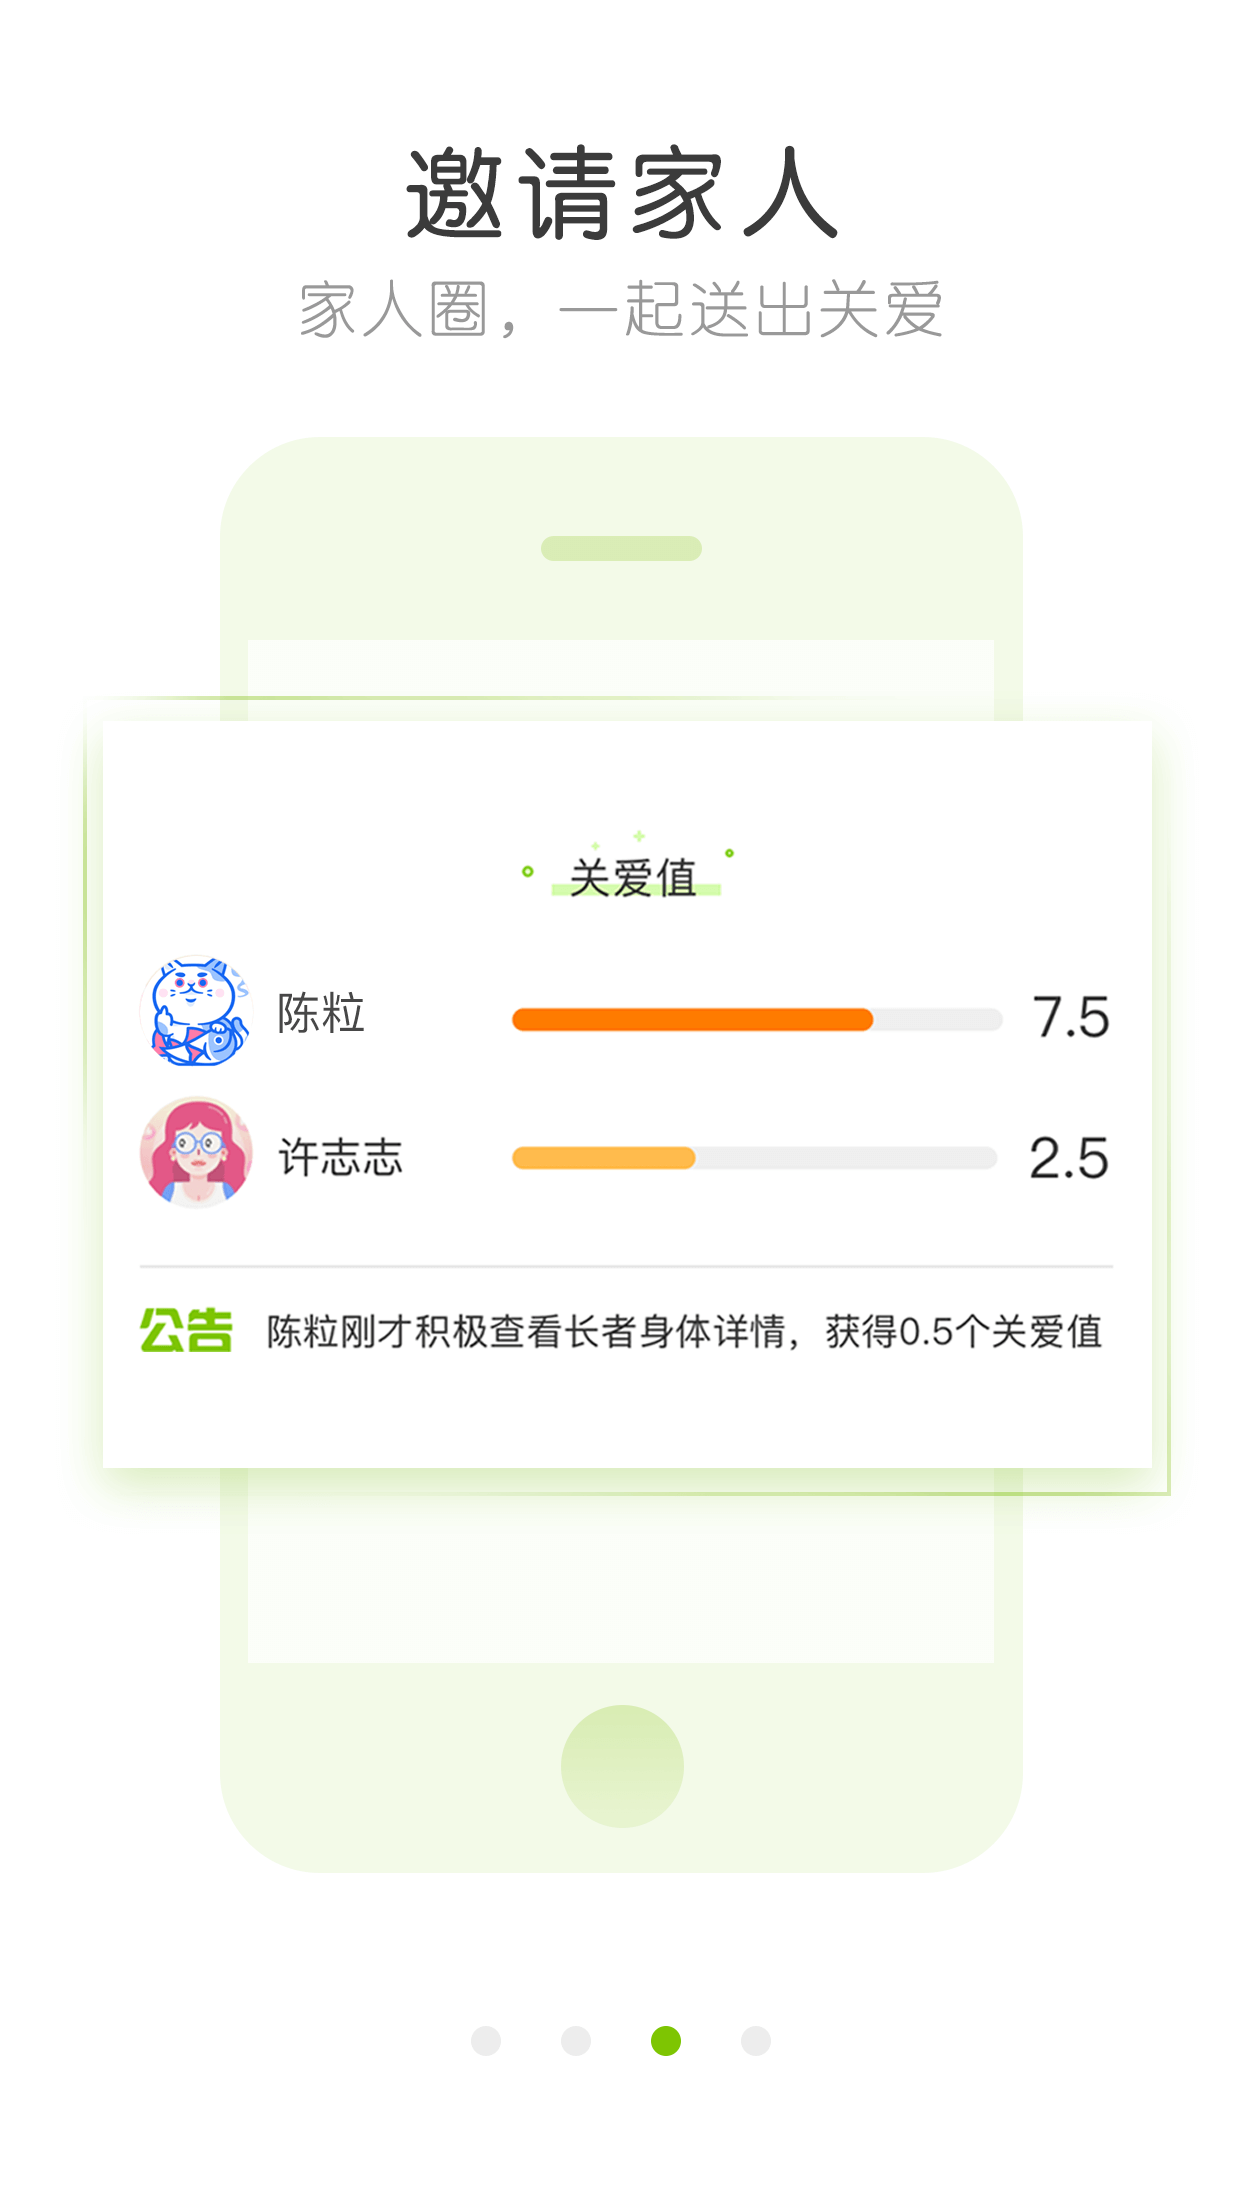 邀请家人
家人圈，一起送出关爱
关爱值
陈粒 7.5
许志志 2.5
公告 陈粒刚才积极查看长者身体详情，获得0.5个关爱值